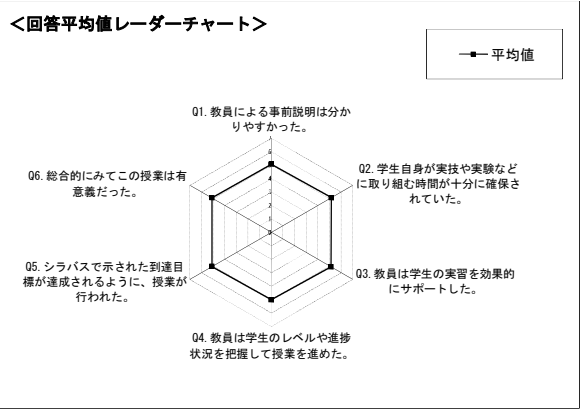 ＜回答平均値レーダーチャート＞
平均値
Q1. 教員による事前説明は分か
りやすかった。
Q2. 学生自身が実技や実験など
に取り組む時間が十分に確保さ
れていた。
Q3. 教員は学生の実習を効果的
にサポートした。
Q4. 教員は学生のレベルや進捗
状況を把握して授業を進めた。
Q5. シラバスで示された到達目
標が達成されるように、授業が
行われた。
Q6. 総合的にみてこの授業は有
意義だった。
4
3
2
1
0